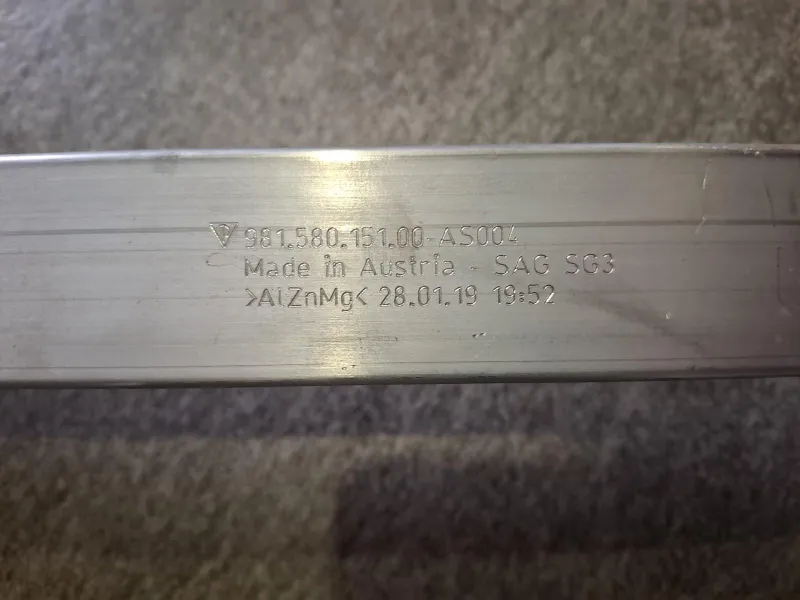 981.580.151.00-AS004
Made in Austria - SAG SG3
>AlZnMg< 28.01.19 19:52